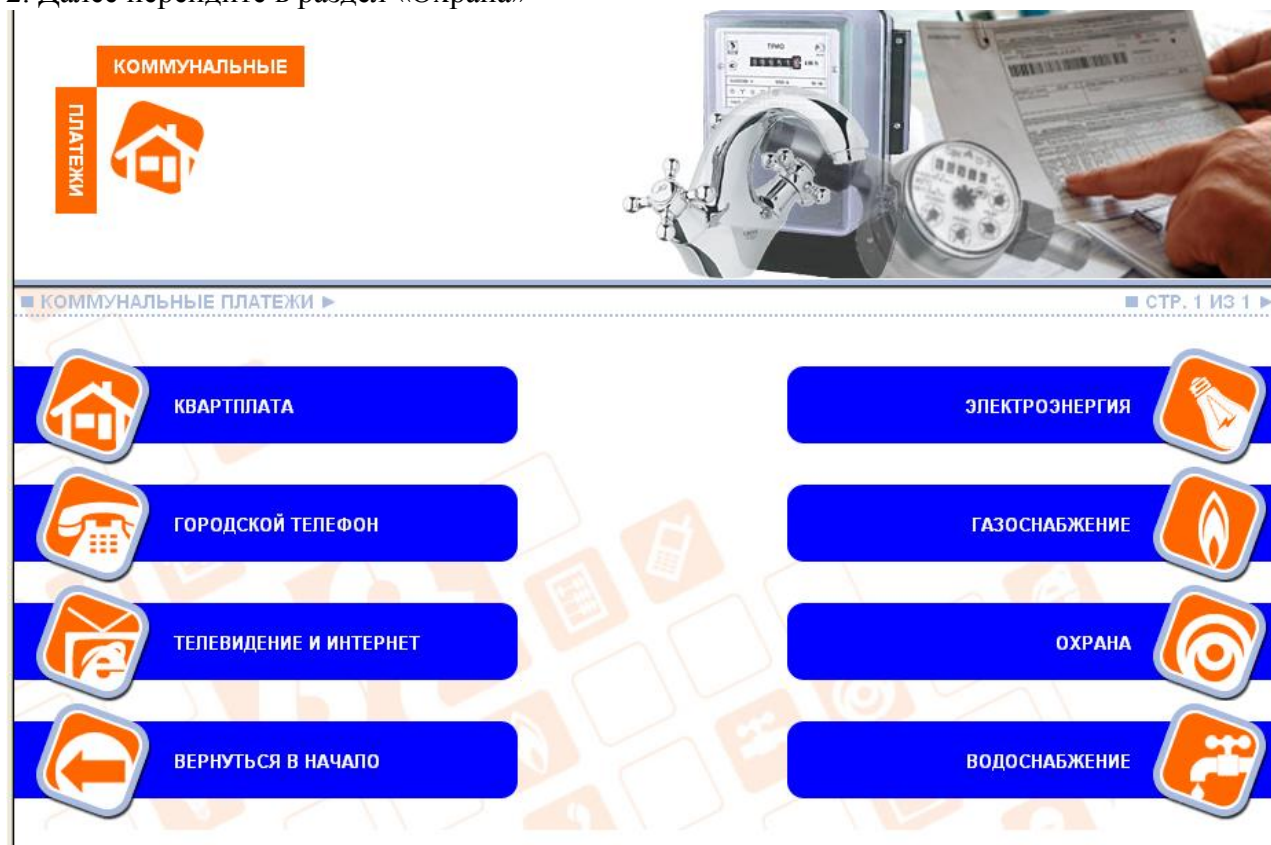 2. Далее перейдите в раздел «Охрана»
КОММУНАЛЬНЫЕ
ПЛАТЕЖИ
ТРИО
КОММУНАЛЬНЫЕ ПЛАТЕЖИ
СТР. 1 ИЗ 1
КВАРТПЛАТА
ЭЛЕКТРОЭНЕРГИЯ
ГОРОДСКОЙ ТЕЛЕФОН
ГАЗОСНАБЖЕНИЕ
ТЕЛЕВИДЕНИЕ И ИНТЕРНЕТ
ОХРАНА
ВЕРНУТЬСЯ В НАЧАЛО
ВОДОСНАБЖЕНИЕ